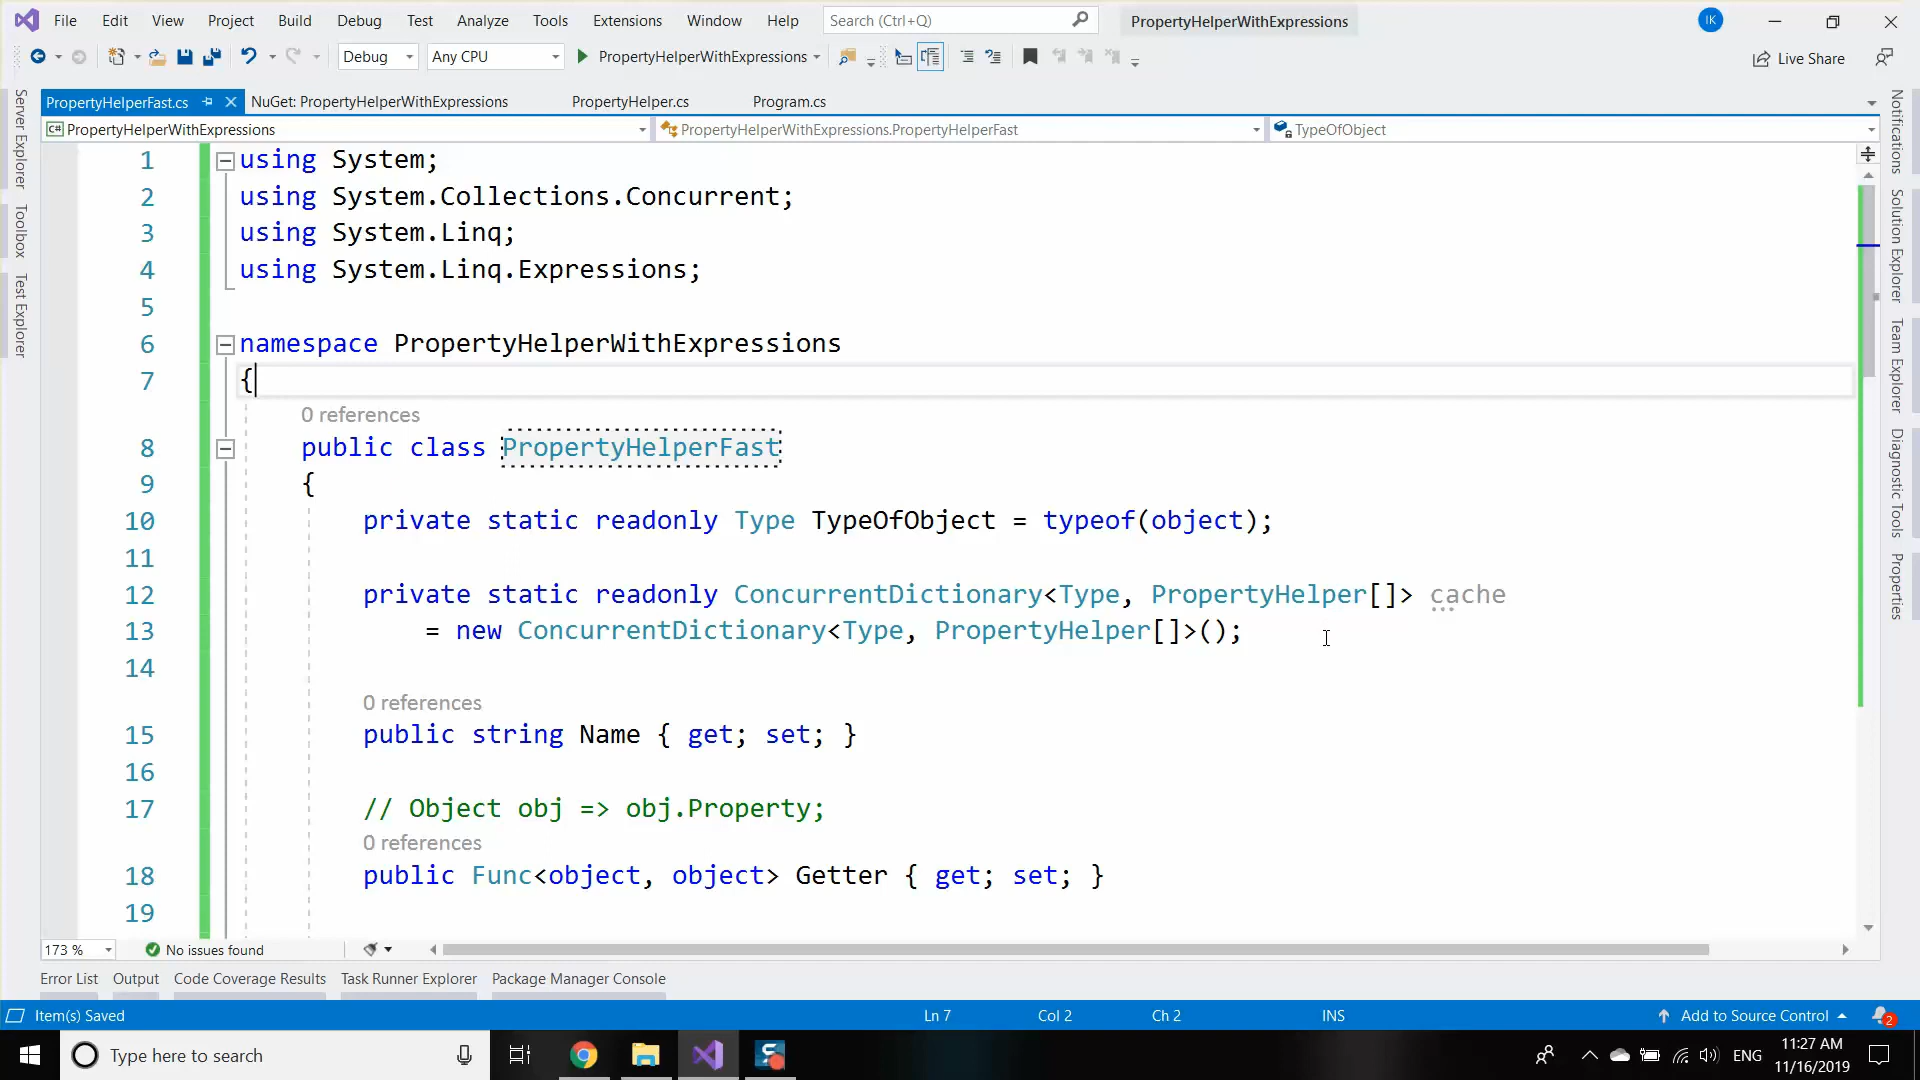 File Edit View Project Build Debug Test Analyze Tools Extensions Window Help Search (Ctrl+Q) PropertyHelperWithExpressions IK
Debug Any CPU PropertyHelperWithExpressions Live Share
PropertyHelperFast.cs NuGet: PropertyHelperWithExpressions PropertyHelper.cs Program.cs
C# PropertyHelperWithExpressions PropertyHelperWithExpressions.PropertyHelperFast TypeOfObject
Server Explorer
Toolbox
Test Explorer
1 using System;
2 using System.Collections.Concurrent;
3 using System.Linq;
4 using System.Linq.Expressions;
5
6 namespace PropertyHelperWithExpressions
7 {
0 references
8 public class PropertyHelperFast
9 {
10 private static readonly Type TypeOfObject = typeof(object);
11
12 private static readonly ConcurrentDictionary<Type, PropertyHelper[]> cache
13 = new ConcurrentDictionary<Type, PropertyHelper[]>();
14
0 references
15 public string Name { get; set; }
16
17 // Object obj => obj.Property;
0 references
18 public Func<object, object> Getter { get; set; }
19
Notifications
Solution Explorer
Team Explorer
Diagnostic Tools
Properties
173 % No issues found
Error List Output Code Coverage Results Task Runner Explorer Package Manager Console
Item(s) Saved Ln 7 Col 2 Ch 2 INS Add to Source Control 2
Type here to search ENG 11:27 AM
11/16/2019